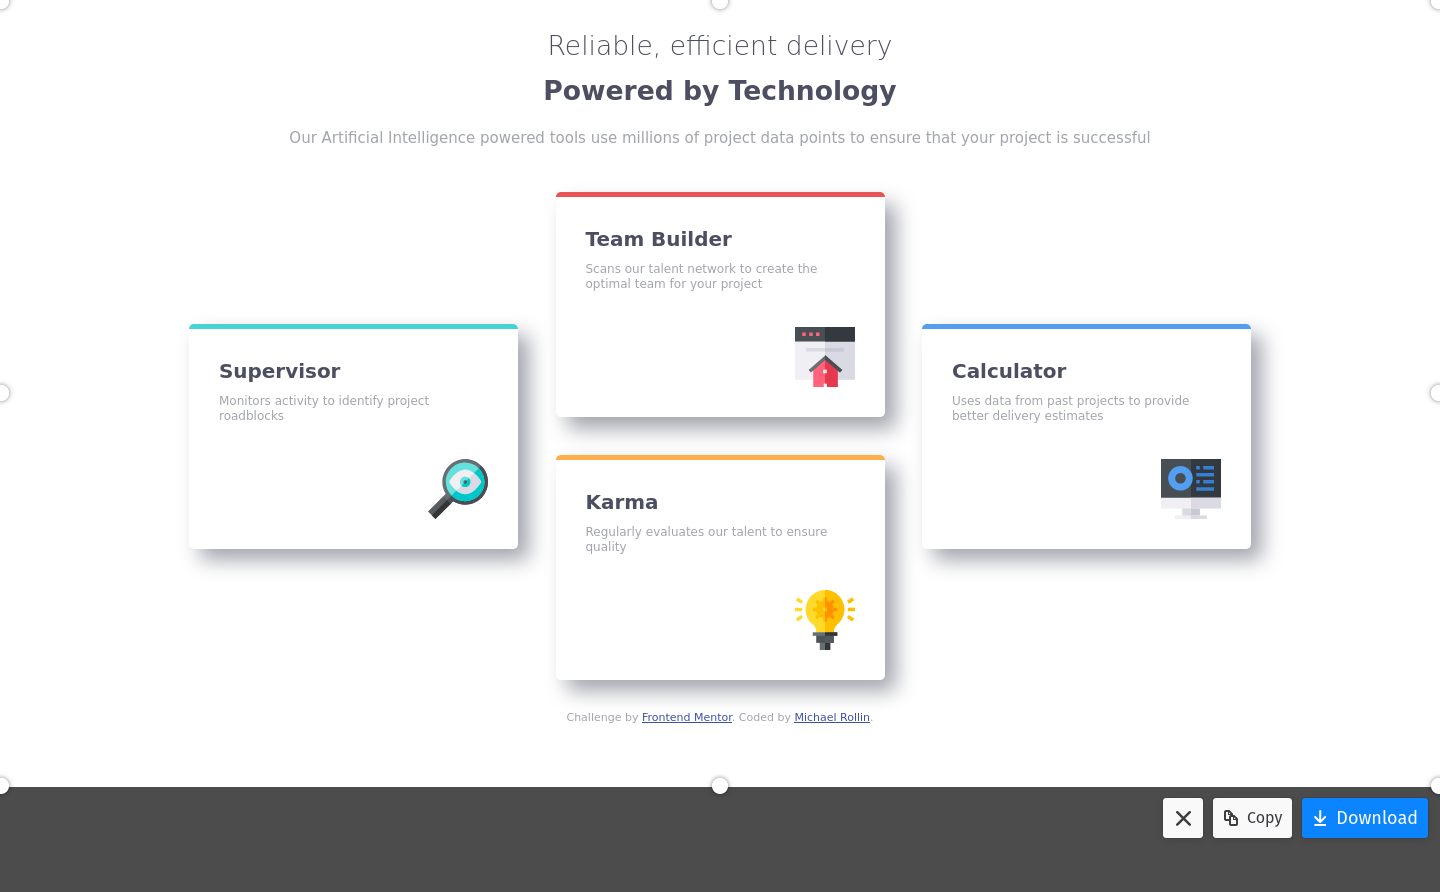 Reliable, efficient delivery
Powered by Technology
Our Artificial Intelligence powered tools use millions of project data points to ensure that your project is successful
Team Builder
Scans our talent network to create the
optimal team for your project
Supervisor
Monitors activity to identify project
roadblocks
Calculator
Uses data from past projects to provide
better delivery estimates
Karma
Regularly evaluates our talent to ensure
quality
Challenge by Frontend Mentor. Coded by Michael Rollin.
Copy
Download